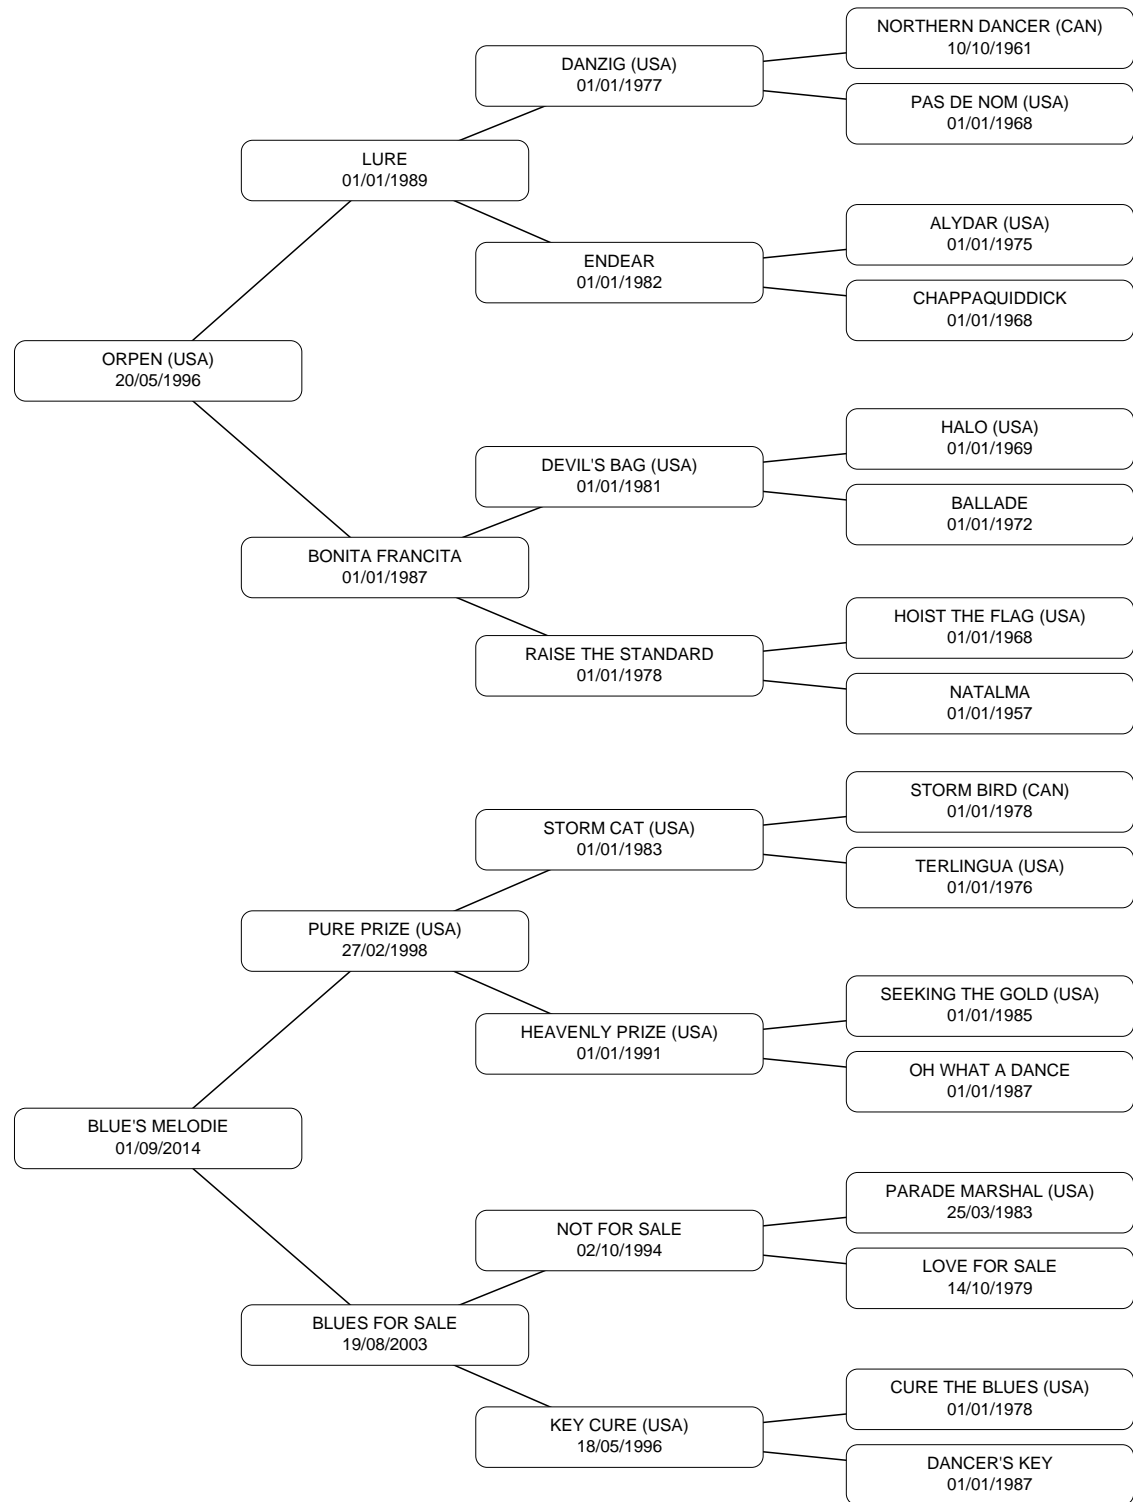 NORTHERN DANCER (CAN)
10/10/1961
DANZIG (USA)
01/01/1977
PAS DE NOM (USA)
01/01/1968
LURE
01/01/1989
ALYDAR (USA)
01/01/1975
ENDEAR
01/01/1982
CHAPPAQUIDDICK
01/01/1968
ORPEN (USA)
20/05/1996
HALO (USA)
01/01/1969
DEVIL'S BAG (USA)
01/01/1981
BALLADE
01/01/1972
BONITA FRANCITA
01/01/1987
HOIST THE FLAG (USA)
01/01/1968
RAISE THE STANDARD
01/01/1978
NATALMA
01/01/1957
STORM BIRD (CAN)
01/01/1978
STORM CAT (USA)
01/01/1983
TERLINGUA (USA)
01/01/1976
PURE PRIZE (USA)
27/02/1998
SEEKING THE GOLD (USA)
01/01/1985
HEAVENLY PRIZE (USA)
01/01/1991
OH WHAT A DANCE
01/01/1987
BLUE'S MELODIE
01/09/2014
PARADE MARSHAL (USA)
25/03/1983
NOT FOR SALE
02/10/1994
LOVE FOR SALE
14/10/1979
BLUES FOR SALE
19/08/2003
CURE THE BLUES (USA)
01/01/1978
KEY CURE (USA)
18/05/1996
DANCER'S KEY
01/01/1987